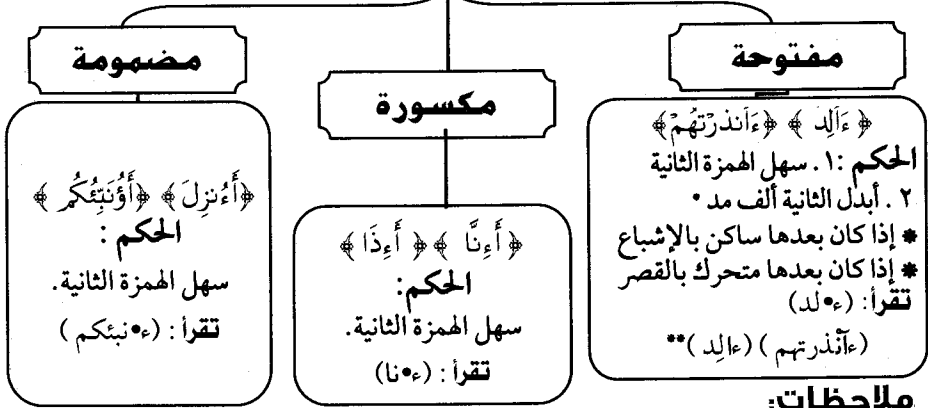 مفتوحة
﴿ ءَأَلِد ﴾ ﴿ءَأَنذَرْتَهُمْ﴾
الحكم :١. سهل الهمزة الثانية
٢ . أبدل الثانية ألف مد *
* إذا كان بعدها ساكن بالإشباع
* إذا كان بعدها متحرك بالقصر
تقرأ: (ء•لد)
(ءآنذرتهم) (ءالِد)**
مكسورة
﴿ أَءِنَّا ﴾﴿ أَءِذَا ﴾
الحكم:
سهل الهمزة الثانية.
تقرأ : (ء•نا)
مضمومة
﴿أَءُنزِلَ﴾ ﴿أَؤُنَبِّئُكُم ﴾
الحكم :
سهل الهمزة الثانية.
تقرأ : (ء•نبئكم )
ملاحظات: